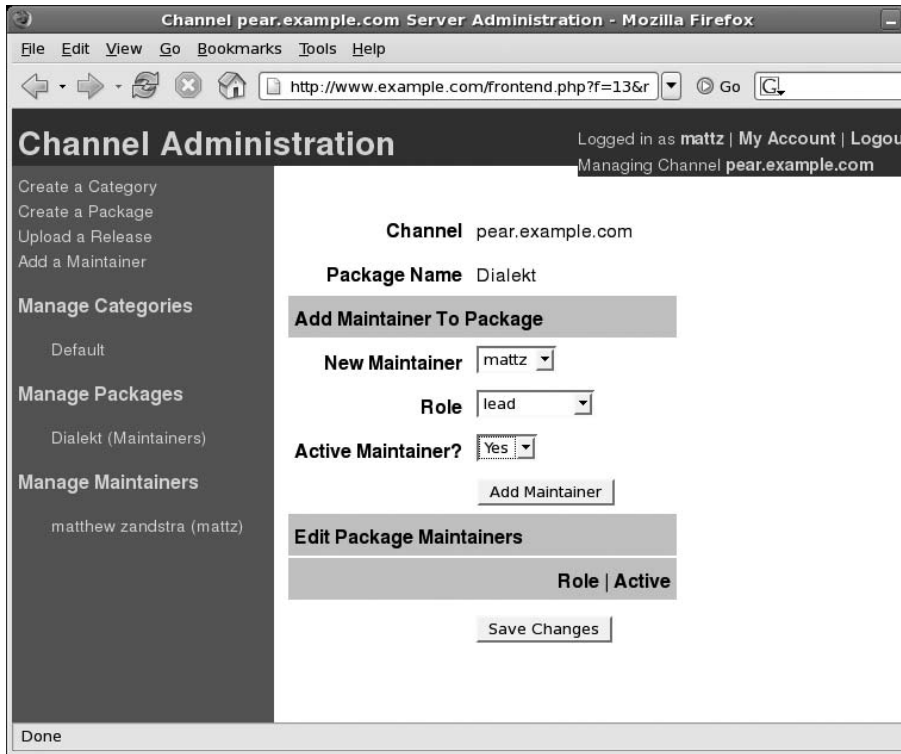 Channel pear.example.com Server Administration - Mozilla Firefox
File Edit View Go Bookmarks Tools Help
http://www.example.com/frontend.php?f=13&r Go G
Channel Administration
Logged in as mattz | My Account | Logou
Managing Channel pear.example.com
Create a Category
Create a Package
Upload a Release
Add a Maintainer
Manage Categories
Default
Manage Packages
Dialekt (Maintainers)
Manage Maintainers
matthew zandstra (mattz)
Channel pear.example.com
Package Name Dialekt
Add Maintainer To Package
New Maintainer mattz
Role lead
Active Maintainer? Yes
Add Maintainer
Edit Package Maintainers
Role | Active
Save Changes
Done